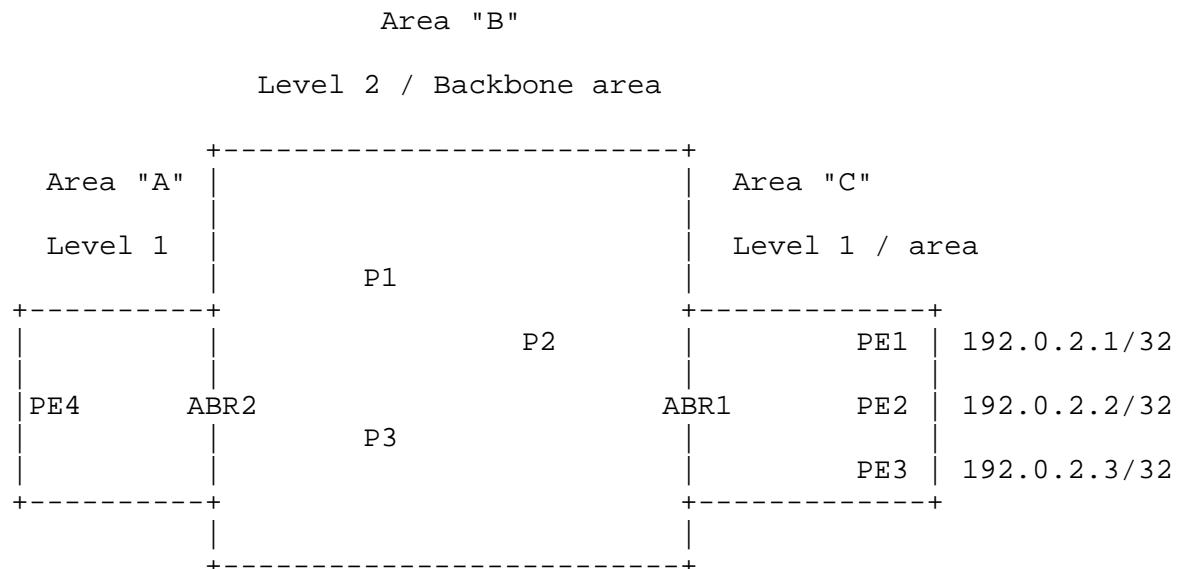 Area "B"
Level 2 / Backbone area
+--------------------------+
Area "A" | | Area "C"
| |
Level 1 | | Level 1 / area
| P1 |
+-----------+ +-------------+
| | P2 | PE1 | 192.0.2.1/32
| | | |
|PE4 ABR2 ABR1 PE2 | 192.0.2.2/32
| | P3 | |
| | | PE3 | 192.0.2.3/32
+-----------+ +-------------+
| |
+--------------------------+